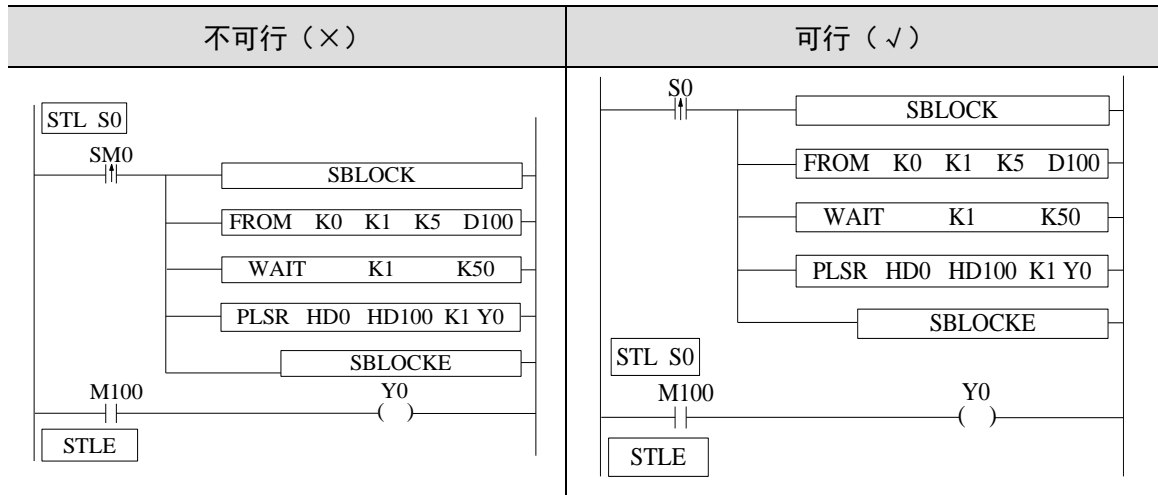 不可行（×）
可行（√）
STL S0
SM0
SBLOCK
FROM K0 K1 K5 D100
WAIT K1 K50
PLSR HD0 HD100 K1 Y0
SBLOCKE
M100 Y0
STLE
S0
SBLOCK
FROM K0 K1 K5 D100
WAIT K1 K50
PLSR HD0 HD100 K1 Y0
SBLOCKE
STL S0
M100 Y0
STLE